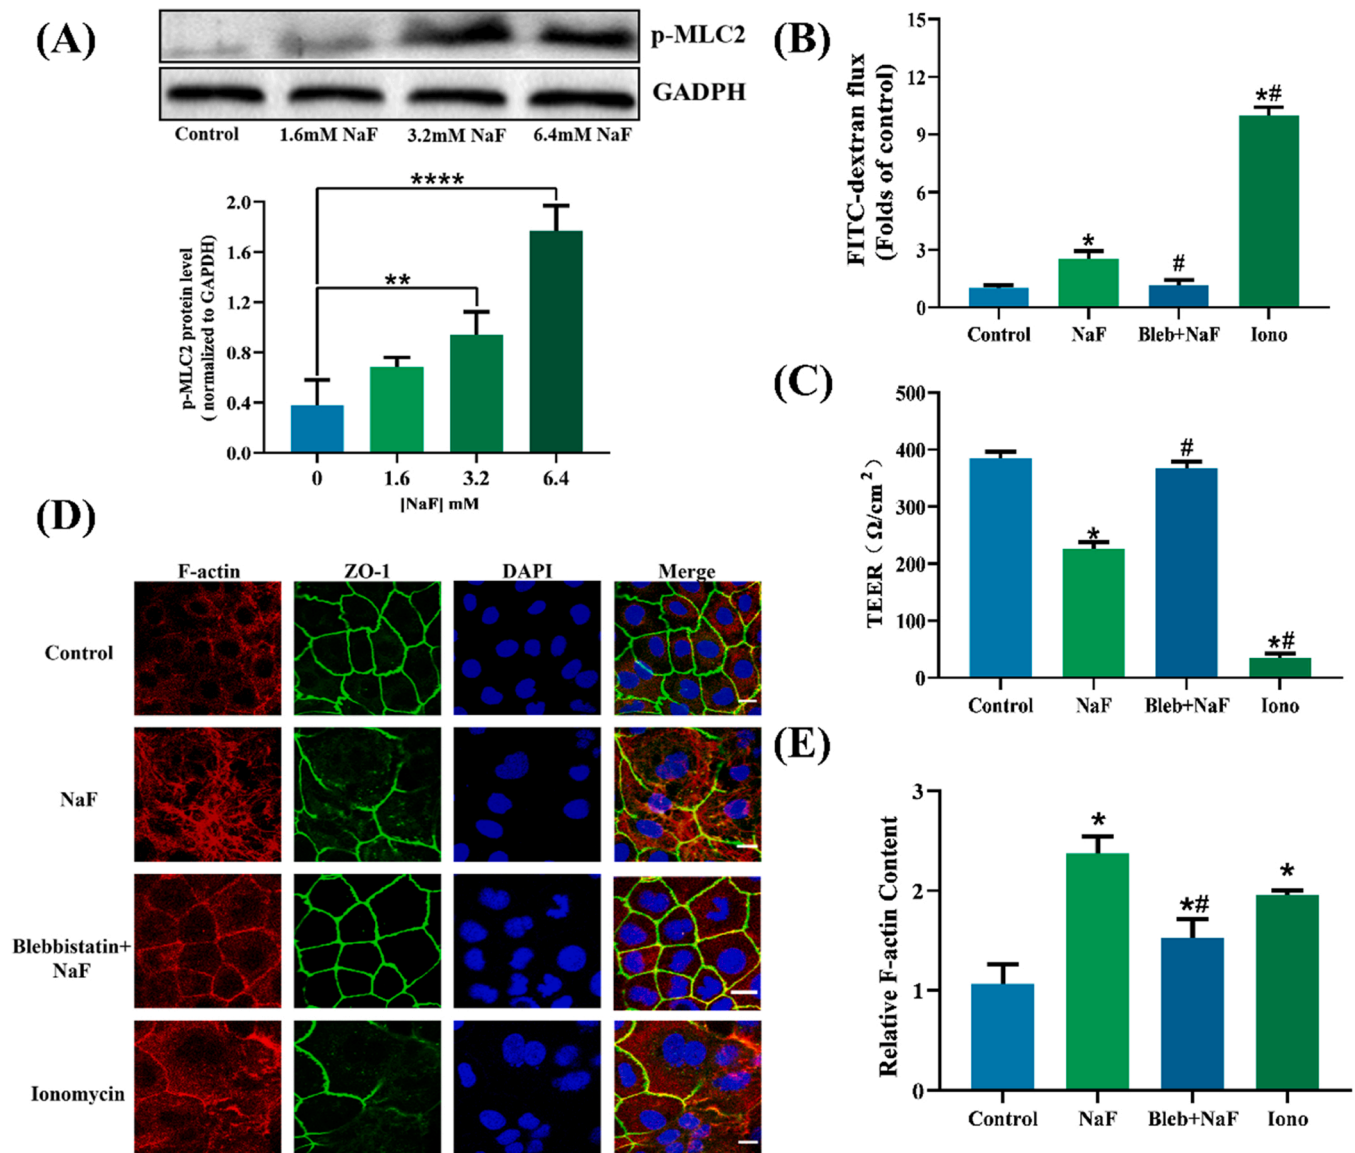 (A)
p-MLC2
GADPH
Control 1.6mM NaF 3.2mM NaF 6.4mM NaF
****
**
p-MLC2 protein level
( normalized to GAPDH)
2.0
1.6
1.2
0.8
0.4
0.0
0 1.6 3.2 6.4
[NaF] mM
(B)
FITC-dextran flux
(Folds of control)
15
12
9
6
3
0
*
#
*#
Control NaF Bleb+NaF Iono
(C)
TEER（Ω/cm²）
500
400
300
200
100
0
*
#
*#
Control NaF Bleb+NaF Iono
(D)
F-actin ZO-1 DAPI Merge
Control
NaF
Blebbistatin+
NaF
Ionomycin
(E)
Relative F-actin Content
3
2
1
0
*
*#
*
Control NaF Bleb+NaF Iono